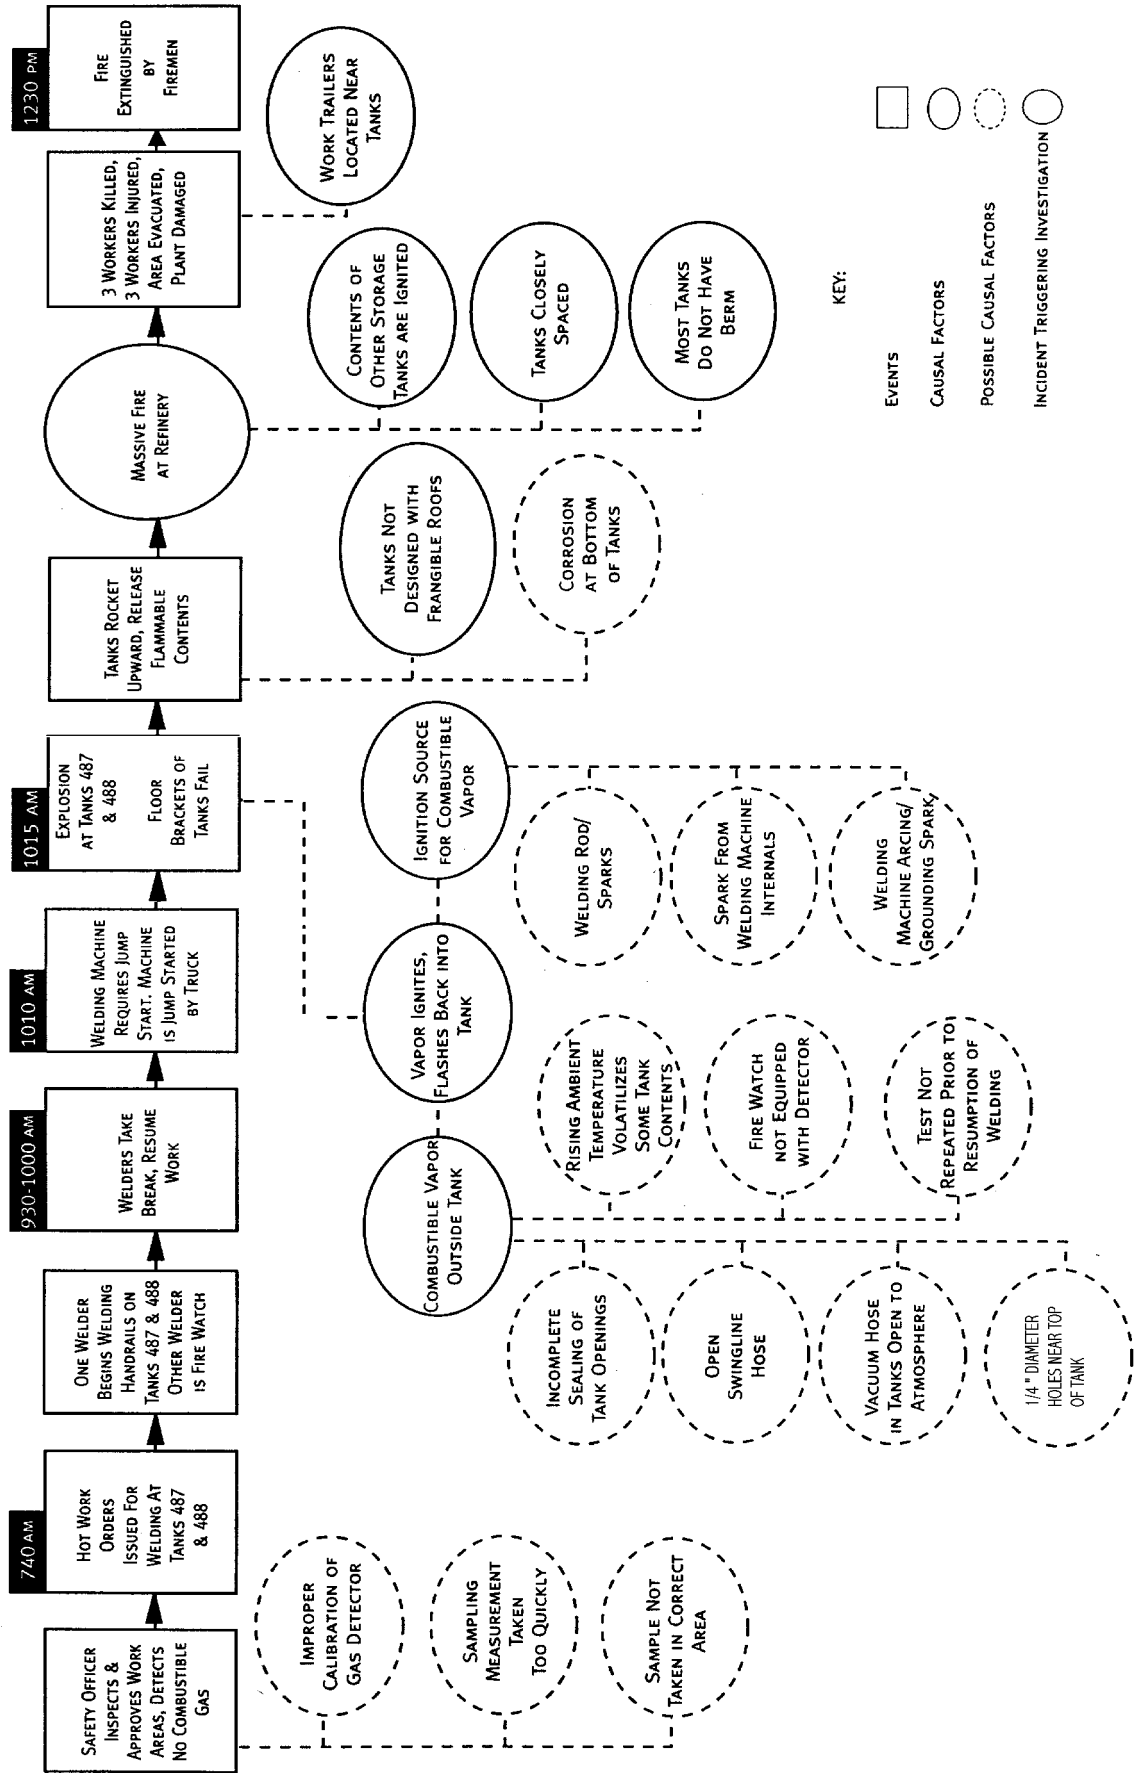 740 AM
930-1000 AM
1010 AM
1015 AM
1230 PM
SAFETY OFFICER
INSPECTS &
APPROVES WORK
AREAS, DETECTS
NO COMBUSTIBLE
GAS
HOT WORK
ORDERS
ISSUED FOR
WELDING AT
TANKS 487
& 488
ONE WELDER
BEGINS WELDING
HANDRAILS ON
TANKS 487 & 488
OTHER WELDER
IS FIRE WATCH
WELDERS TAKE
BREAK, RESUME
WORK
WELDING MACHINE
REQUIRES JUMP
START. MACHINE
IS JUMP STARTED
BY TRUCK
EXPLOSION
AT TANKS 487
& 488
FLOOR
BRACKETS OF
TANKS FAIL
TANKS ROCKET
UPWARD, RELEASE
FLAMMABLE
CONTENTS
MASSIVE FIRE
AT REFINERY
3 WORKERS KILLED,
3 WORKERS INJURED,
AREA EVACUATED,
PLANT DAMAGED
FIRE
EXTINGUISHED
BY
FIREMEN
IMPROPER
CALIBRATION OF
GAS DETECTOR
SAMPLING
MEASUREMENT
TAKEN
TOO QUICKLY
SAMPLE NOT
TAKEN IN CORRECT
AREA
COMBUSTIBLE VAPOR
OUTSIDE TANK
VAPOR IGNITES,
FLASHES BACK INTO
TANK
IGNITION SOURCE
FOR COMBUSTIBLE
VAPOR
INCOMPLETE
SEALING OF
TANK OPENINGS
OPEN
SWINGLINE
HOSE
VACUUM HOSE
IN TANKS OPEN TO
ATMOSPHERE
1/4 " DIAMETER
HOLES NEAR TOP
OF TANK
RISING AMBIENT
TEMPERATURE
VOLATILIZES
SOME TANK
CONTENTS
FIRE WATCH
NOT EQUIPPED
WITH DETECTOR
TEST NOT
REPEATED PRIOR TO
RESUMPTION OF
WELDING
WELDING ROD/
SPARKS
SPARK FROM
WELDING MACHINE
INTERNALS
WELDING
MACHINE ARCING/
GROUNDING SPARK
TANKS NOT
DESIGNED WITH
FRANGIBLE ROOFS
CORROSION
AT BOTTOM
OF TANKS
CONTENTS OF
OTHER STORAGE
TANKS ARE IGNITED
TANKS CLOSELY
SPACED
MOST TANKS
DO NOT HAVE
BERM
WORK TRAILERS
LOCATED NEAR
TANKS
KEY:
EVENTS
CAUSAL FACTORS
POSSIBLE CAUSAL FACTORS
INCIDENT TRIGGERING INVESTIGATION